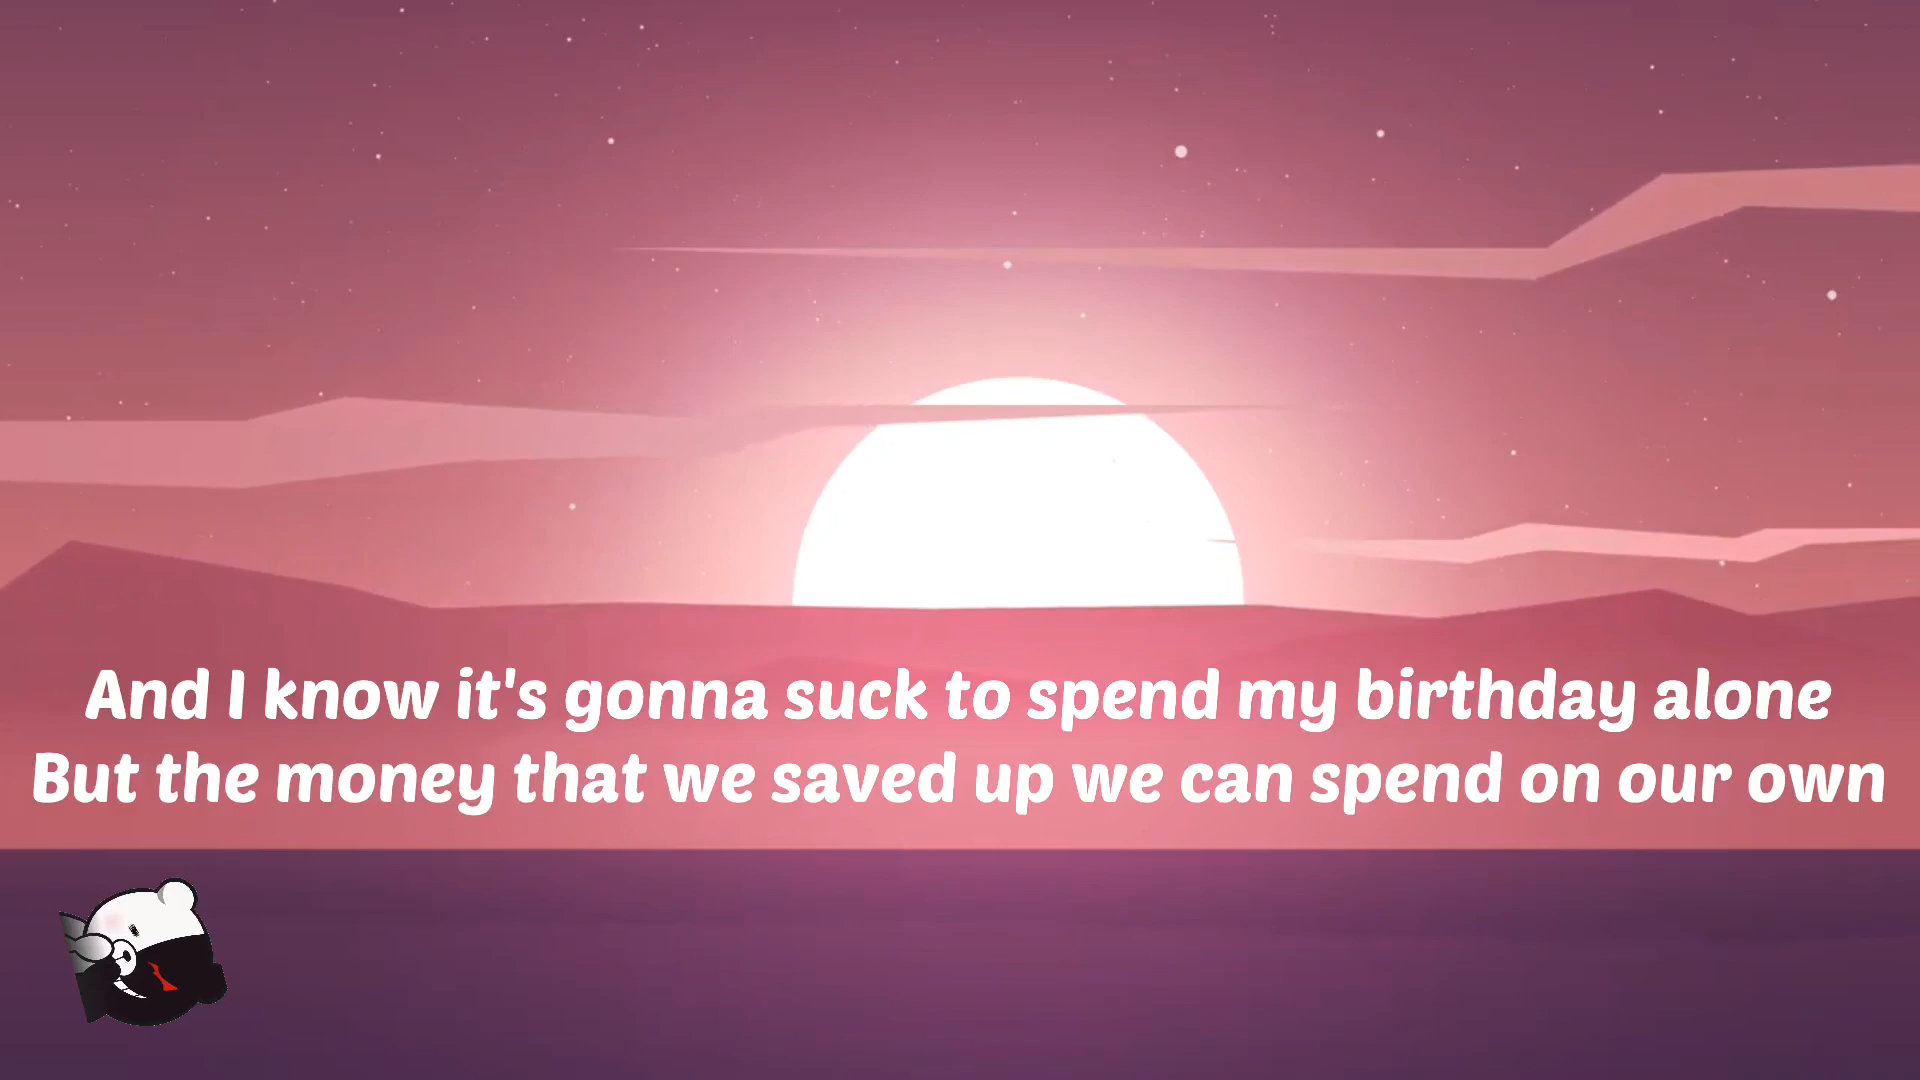 And I know it's gonna suck to spend my birthday alone
But the money that we saved up we can spend on our own